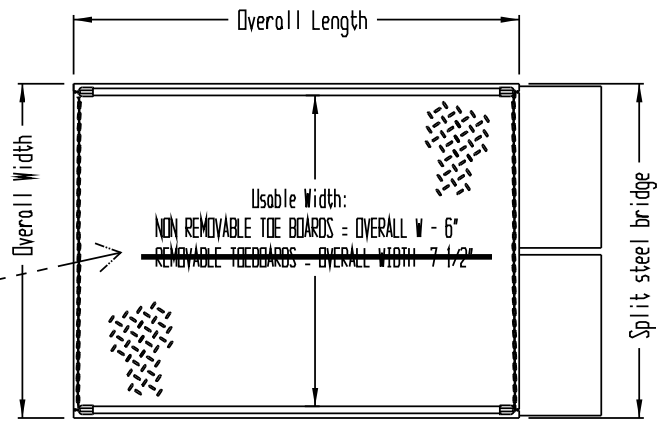 Overall Length
Overall Width
Usable Width:
NON REMOVABLE TOE BOARDS = OVERALL W - 6"
REMOVABLE TOEBOARDS = OVERALL WIDTH -7 1/2"
Split steel bridge